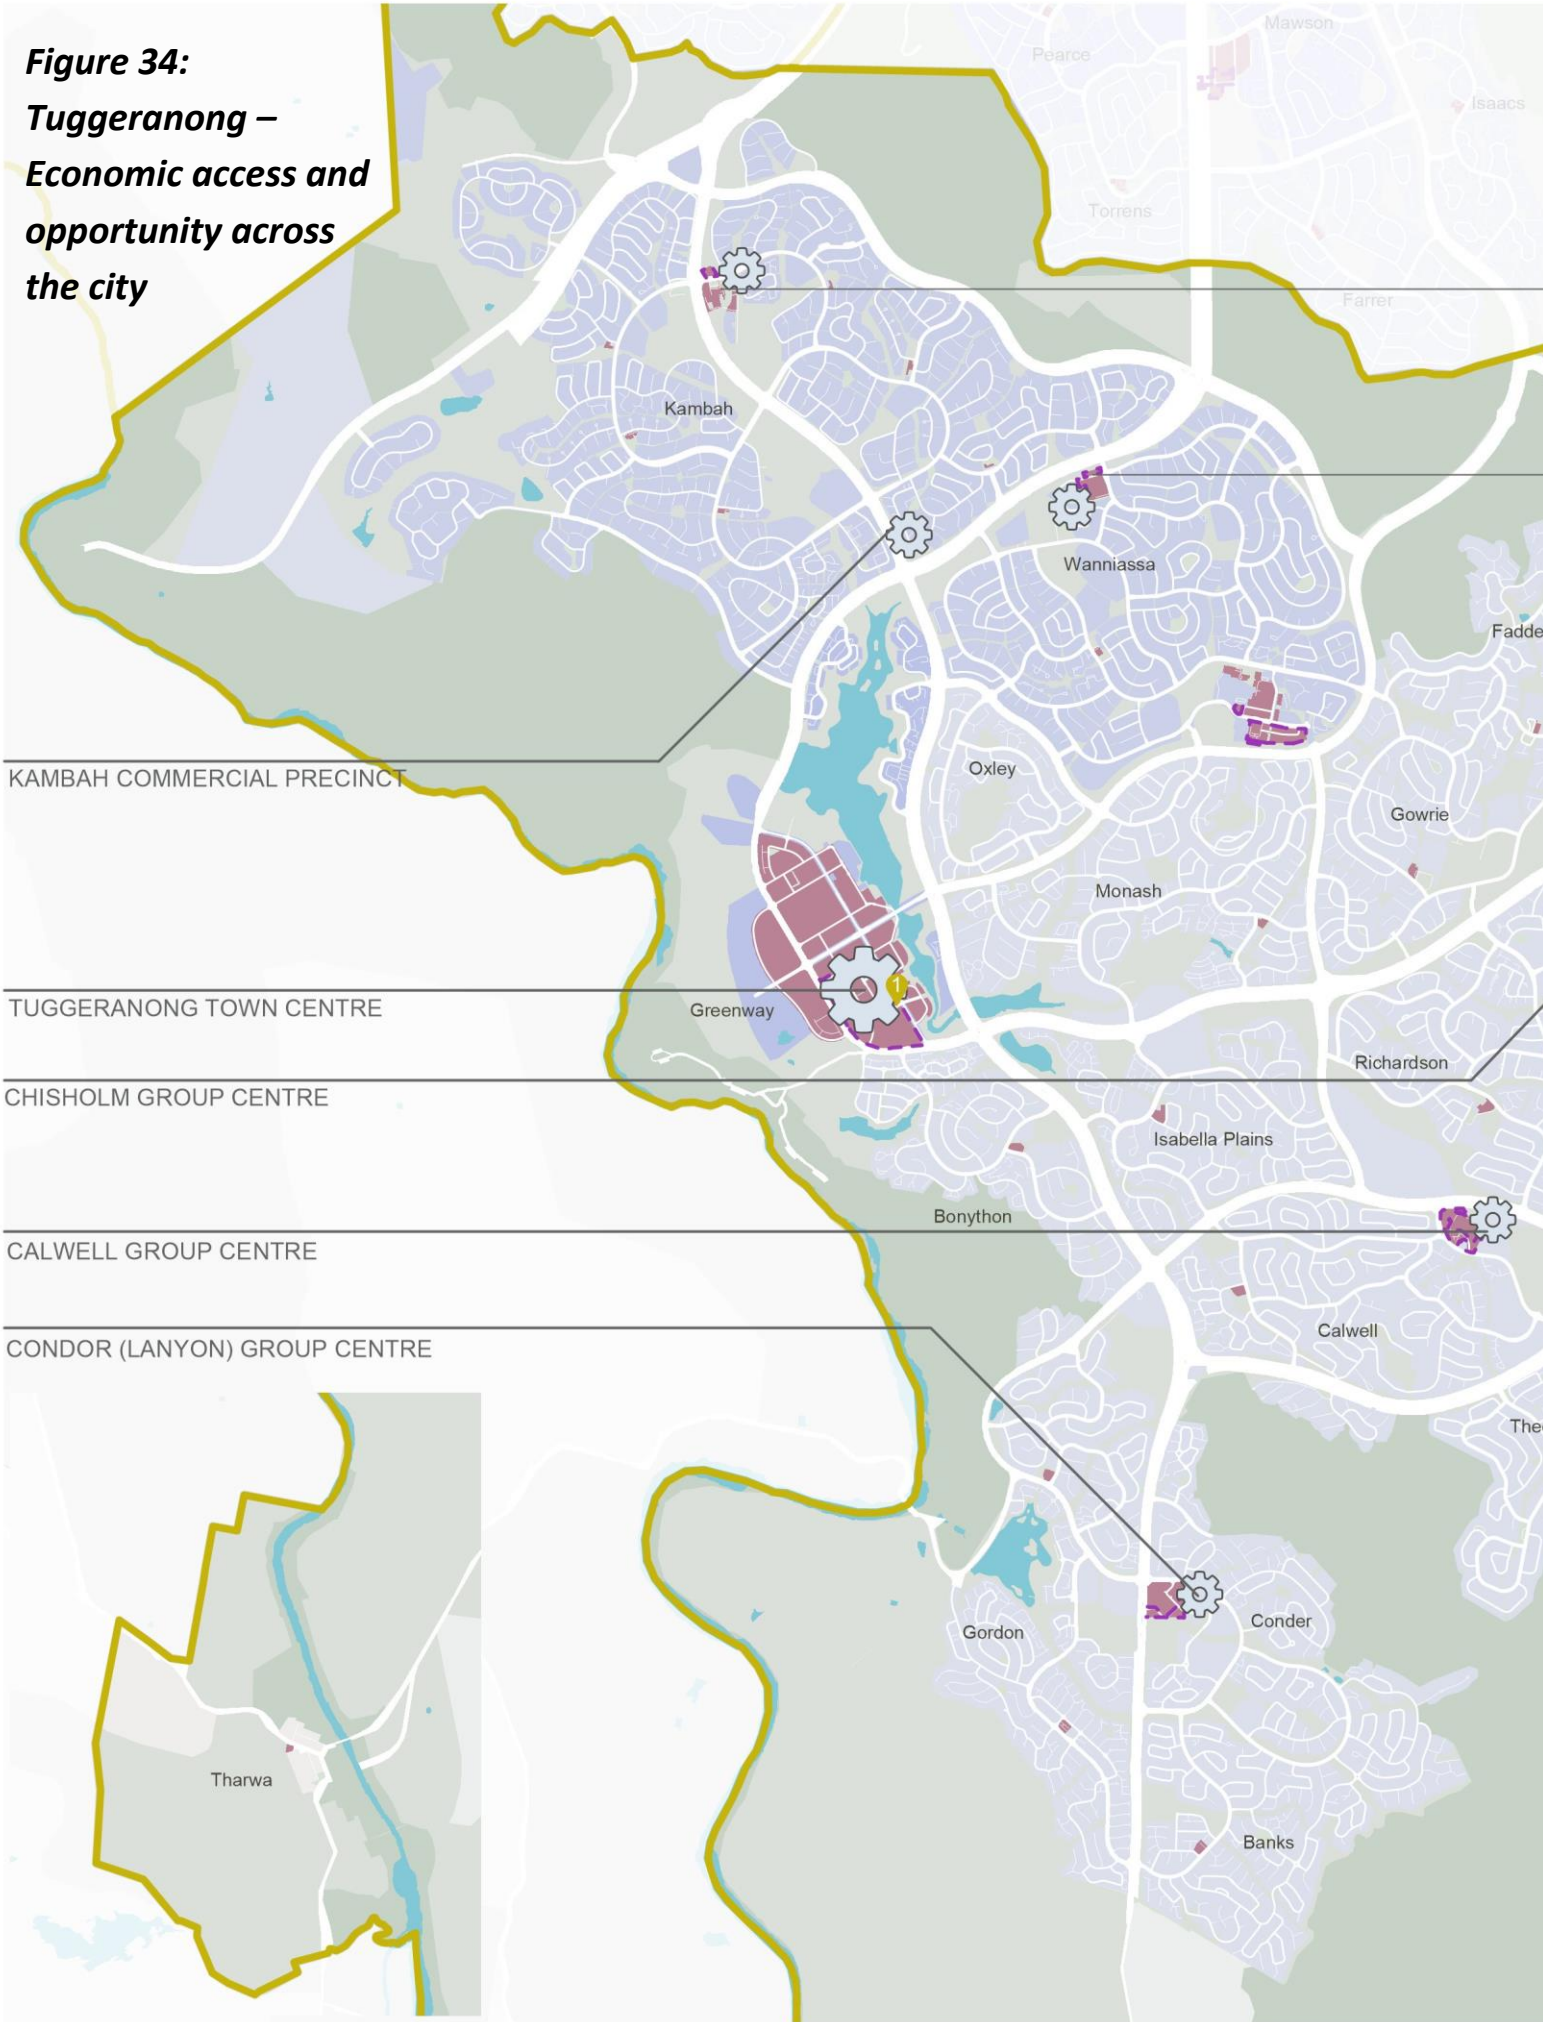 Figure 34:
Tuggeranong –
Economic access and
opportunity across
the city
Mawson
Pearce
Isaacs
Torrens
Farrer
Kambah
Wanniassa
Fadde
KAMBAH COMMERCIAL PRECINCT
Oxley
Gowrie
Monash
1
TUGGERANONG TOWN CENTRE
Greenway
Richardson
CHISHOLM GROUP CENTRE
Isabella Plains
Bonython
CALWELL GROUP CENTRE
Calwell
CONDOR (LANYON) GROUP CENTRE
Theo
Gordon
Conder
Tharwa
Banks